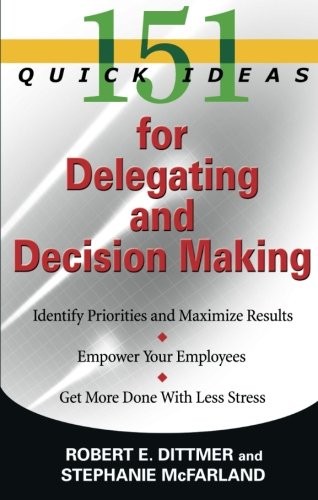 151
QUICK IDEAS
for
Delegating
and
Decision Making
Identify Priorities and Maximize Results
Empower Your Employees
Get More Done With Less Stress
ROBERT E. DITTMER and
STEPHANIE McFARLAND